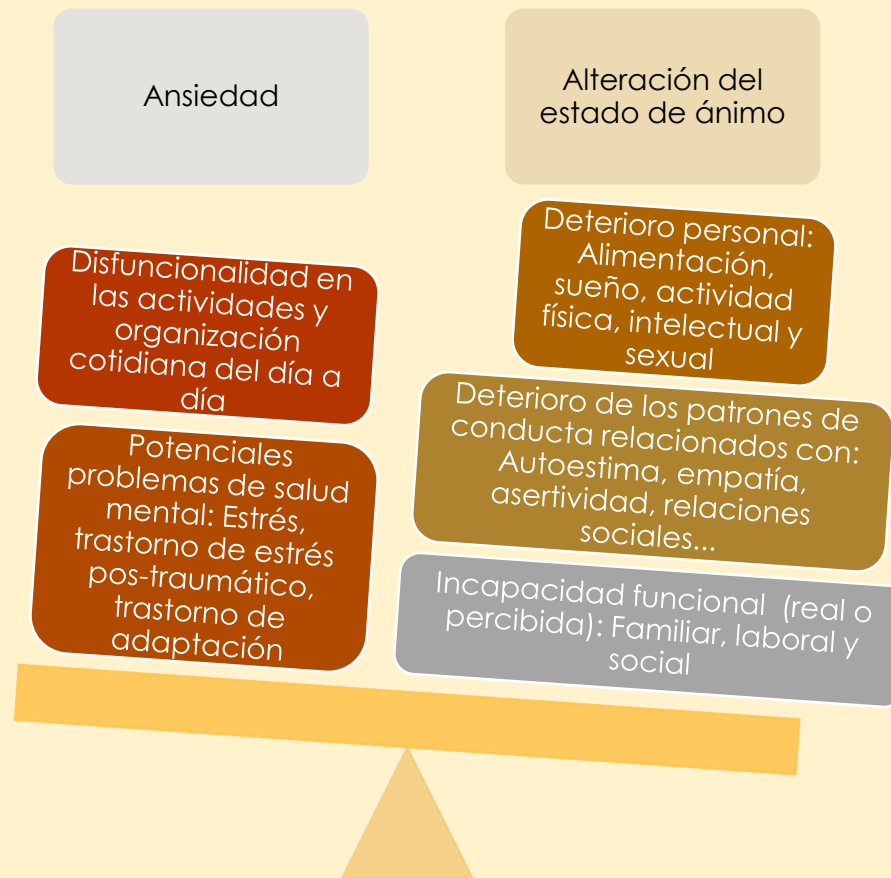 Ansiedad
Alteración del
estado de ánimo
Disfuncionalidad en
las actividades y
organización
cotidiana del día a
día
Potenciales
problemas de salud
mental: Estrés,
trastorno de estrés
pos-traumático,
trastorno de
adaptación
Deterioro personal:
Alimentación,
sueño, actividad
física, intelectual y
sexual
Deterioro de los patrones de
conducta relacionados con:
Autoestima, empatía,
asertividad, relaciones
sociales...
Incapacidad funcional (real o
percibida): Familiar, laboral y
social